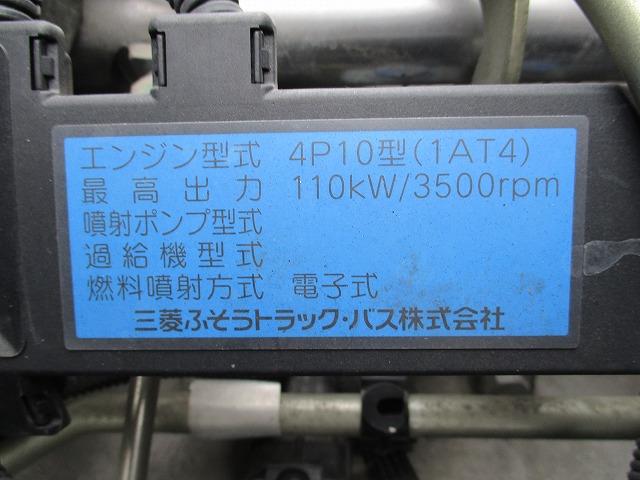 エンジン型式 4P10型(1AT4)
最高出力 110kW/3500rpm
噴射ポンプ型式
過給機型式
燃料噴射方式 電子式
三菱ふそうトラック・バス株式会社